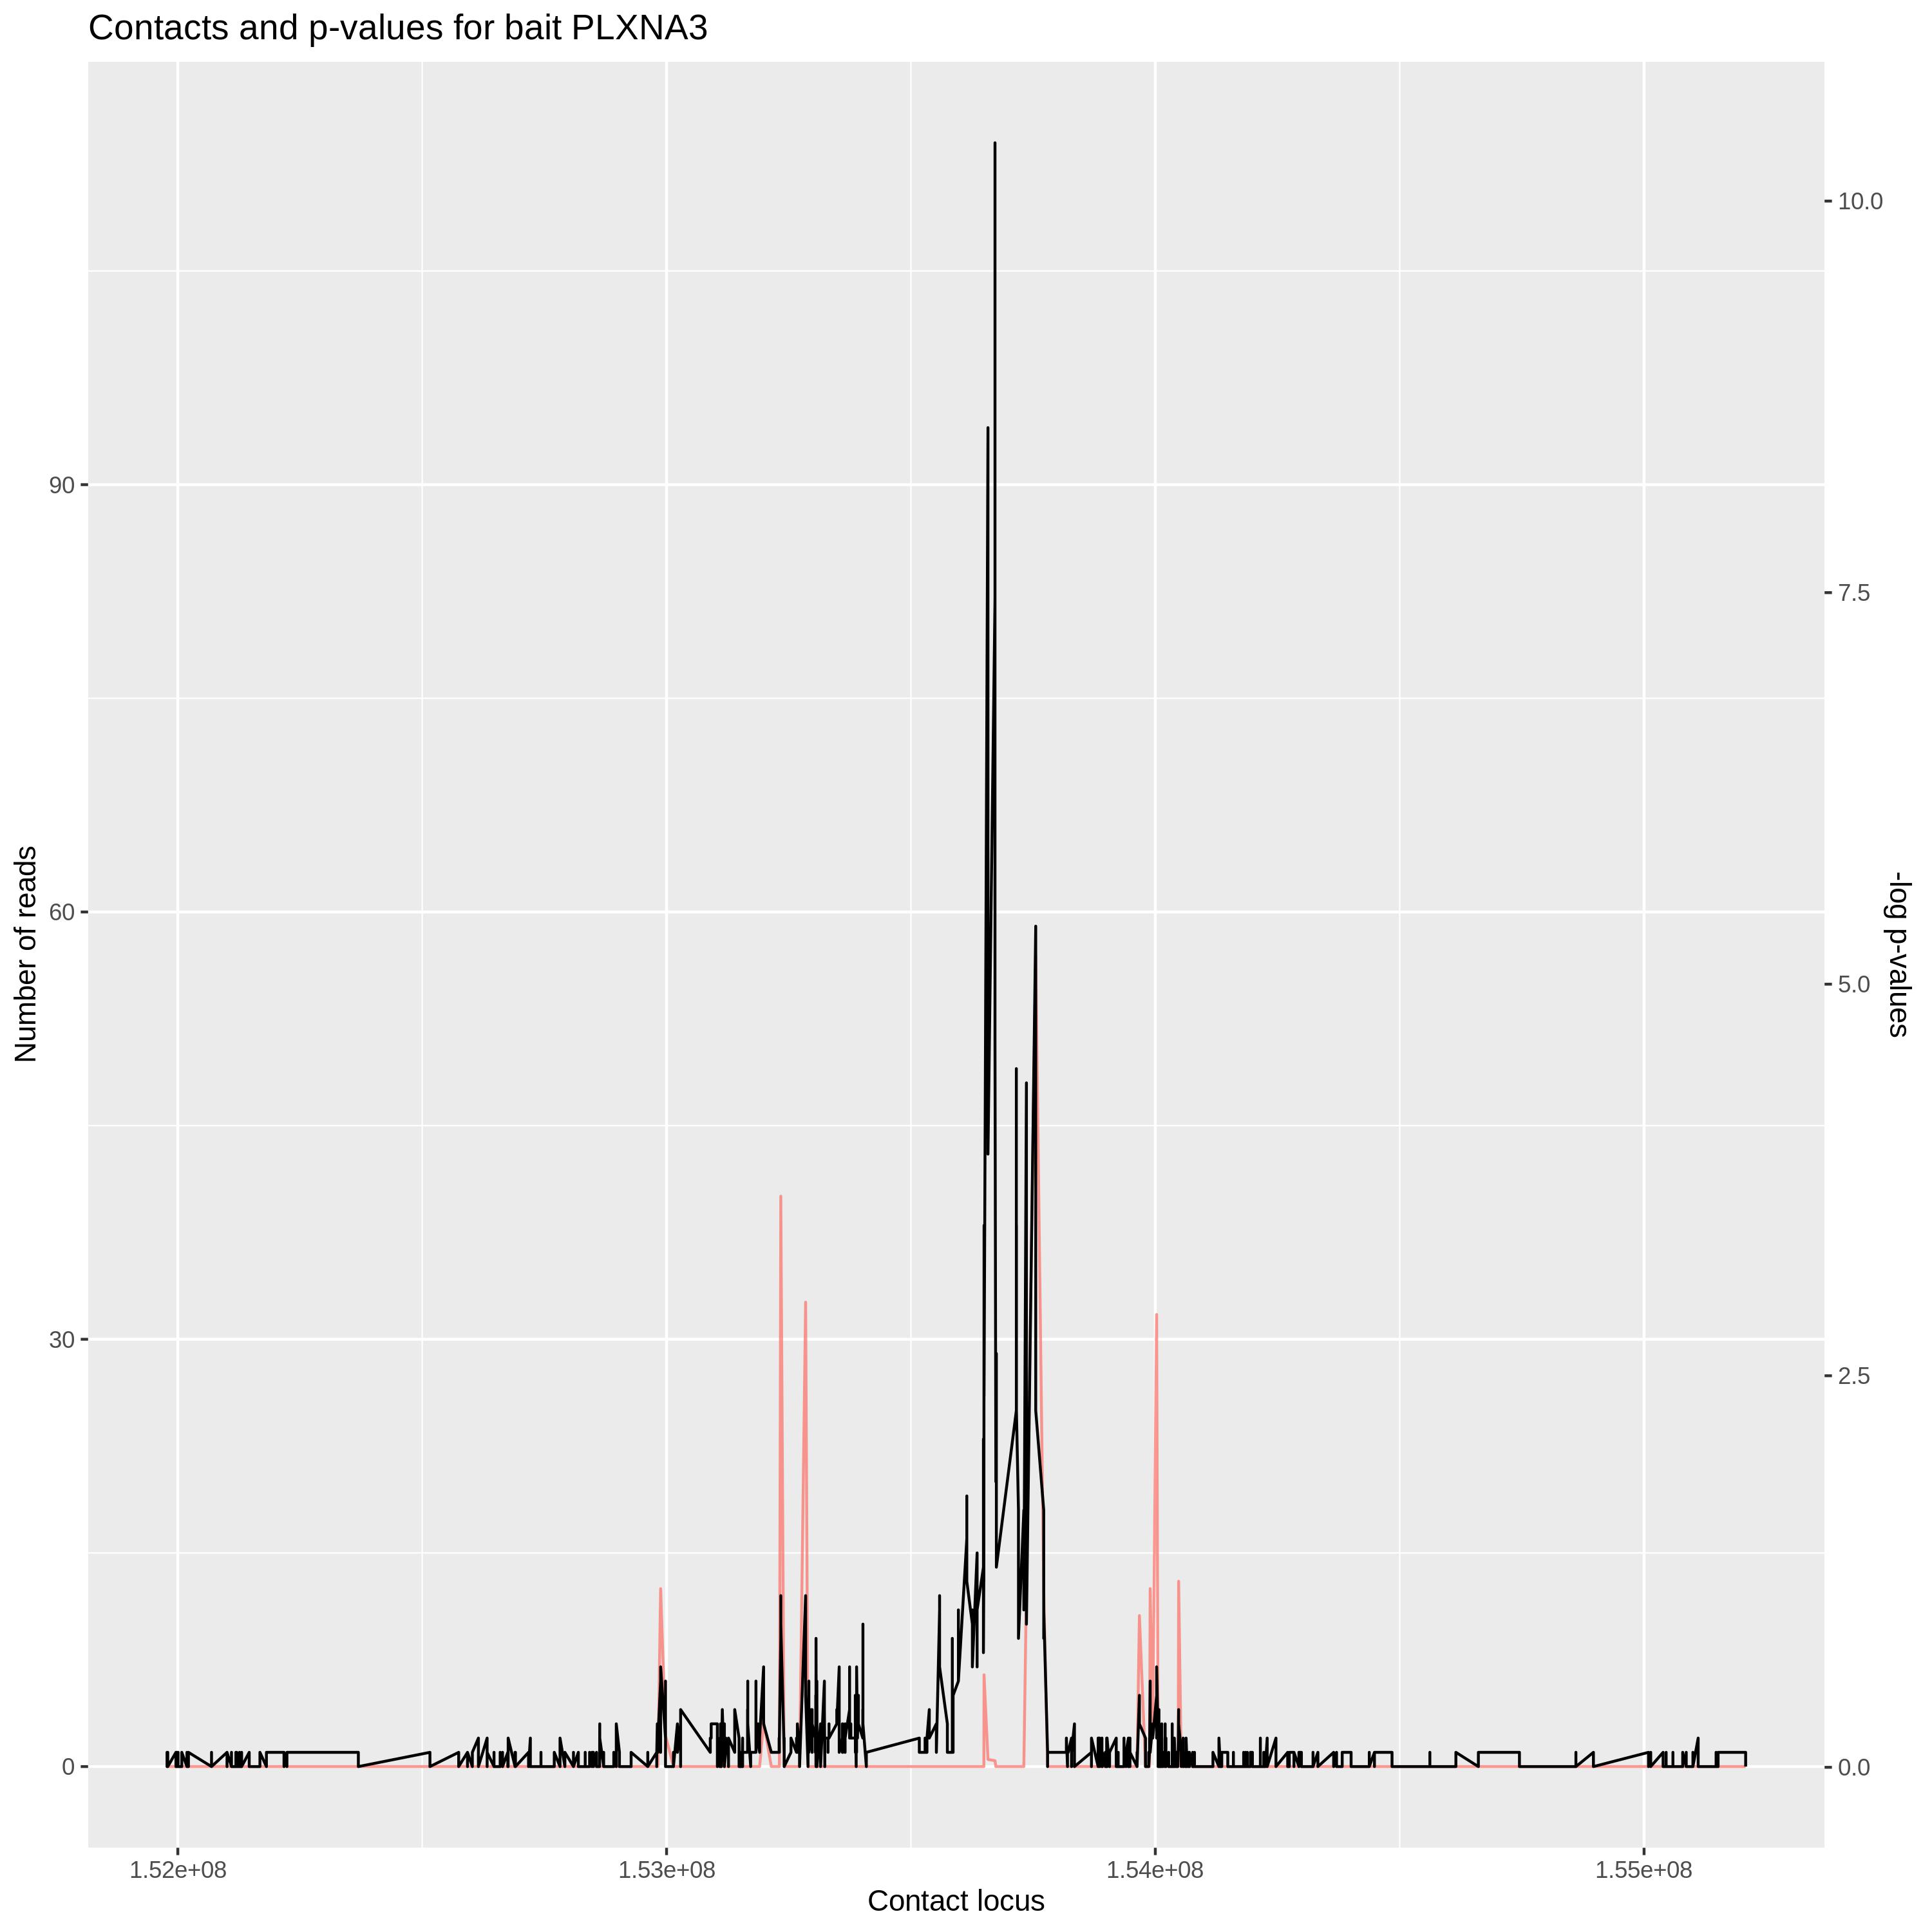 Contacts and p-values for bait PLXNA3
Number of reads
90
60
30
0
10.0
7.5
5.0
2.5
0.0
-log p-values
1.52e+08 1.53e+08 1.54e+08 1.55e+08
Contact locus